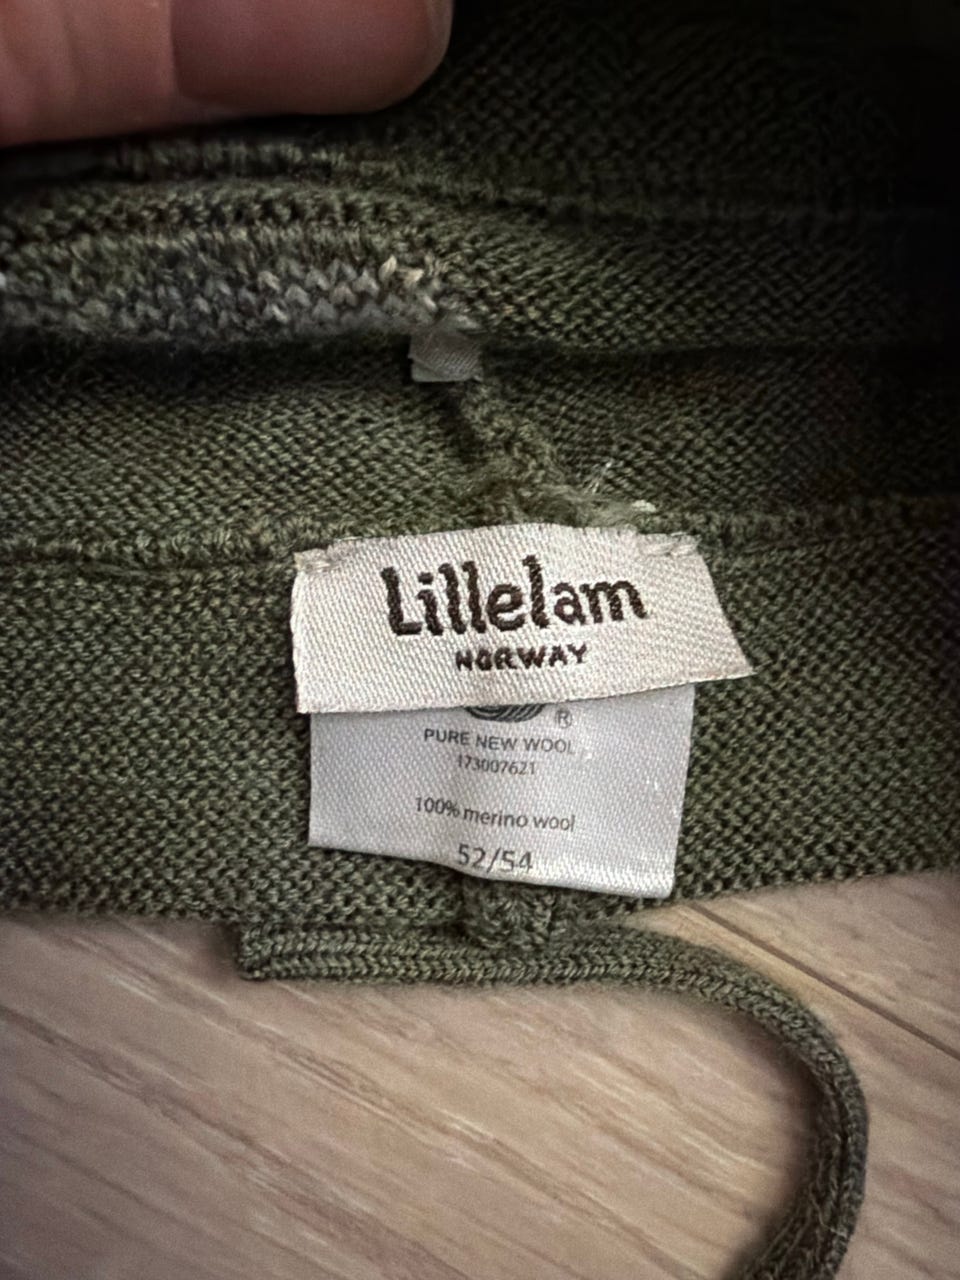 Lillelam
NORWAY
®
PURE NEW WOOL
173007621
100% merino wool
52/54